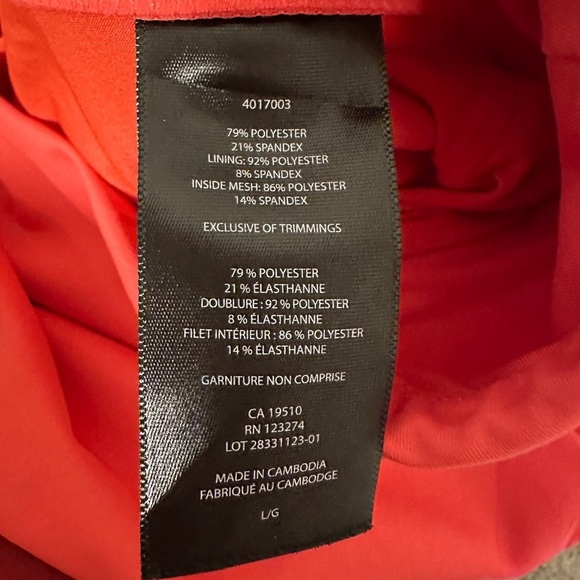 4017003
79% POLYESTER
21% SPANDEX
LINING: 92% POLYESTER
8% SPANDEX
INSIDE MESH: 86% POLYESTER
14% SPANDEX
EXCLUSIVE OF TRIMMINGS
79 % POLYESTER
21 % ÉLASTHANNE
DOUBLURE : 92 % POLYESTER
8 % ÉLASTHANNE
FILET INTÉRIEUR : 86 % POLYESTER
14 % ÉLASTHANNE
GARNITURE NON COMPRISE
CA 19510
RN 123274
LOT 28331123-01
MADE IN CAMBODIA
FABRIQUÉ AU CAMBODGE
L/G